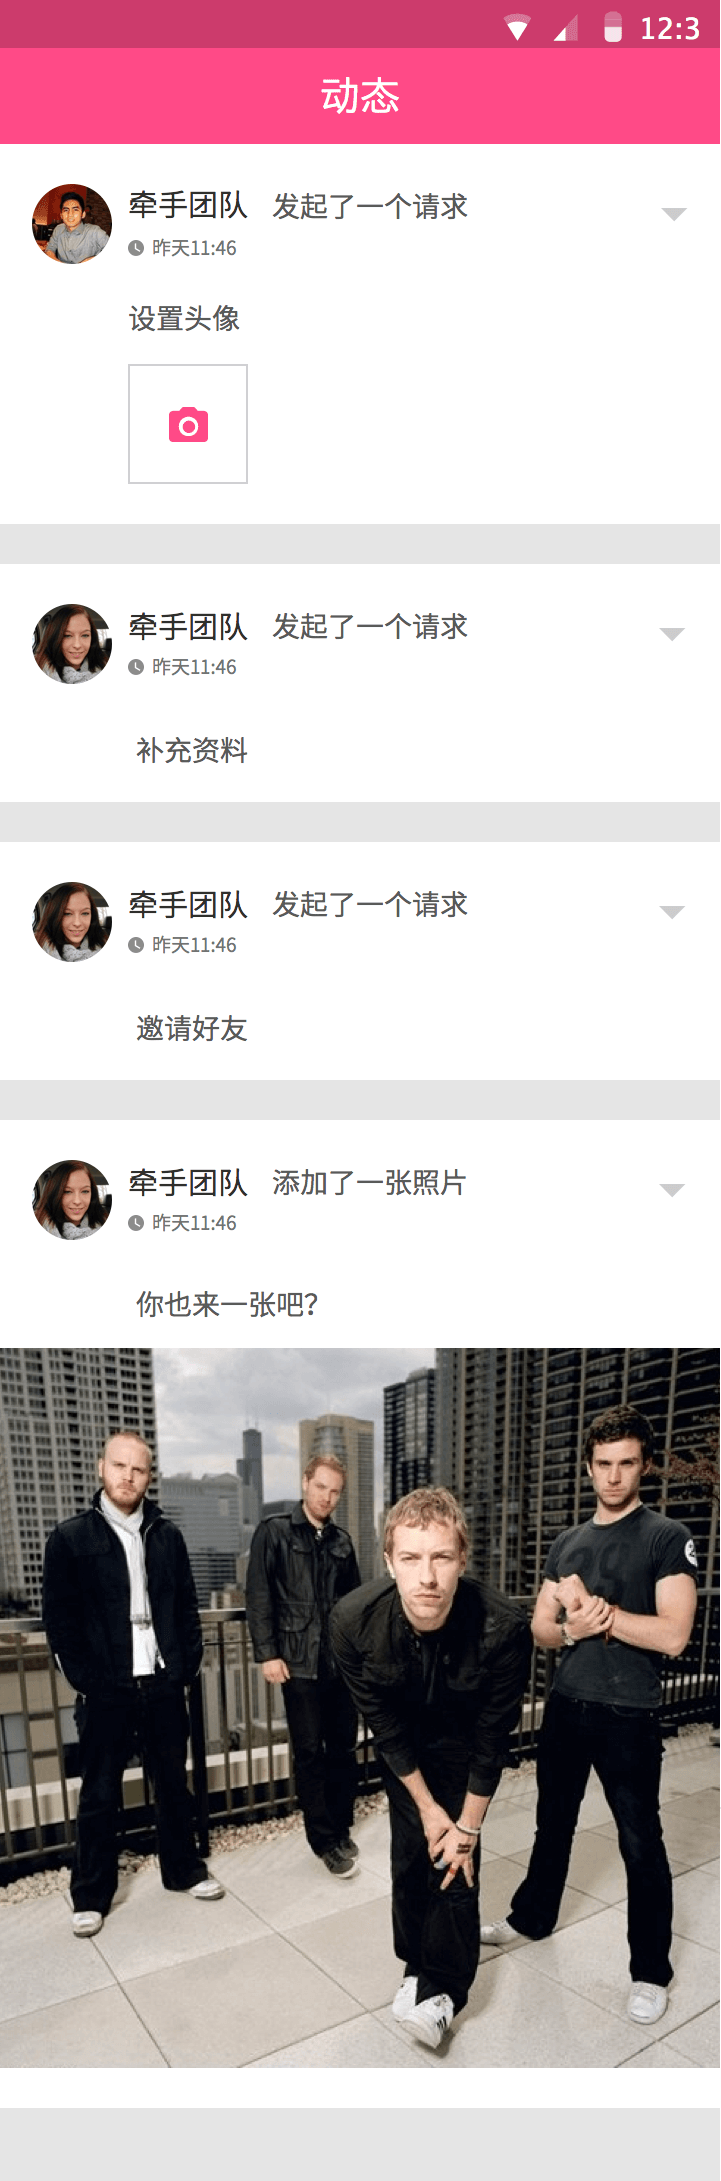 12:3
动态
牵手团队 发起了一个请求
昨天11:46
设置头像
牵手团队 发起了一个请求
昨天11:46
补充资料
牵手团队 发起了一个请求
昨天11:46
邀请好友
牵手团队 添加了一张照片
昨天11:46
你也来一张吧?